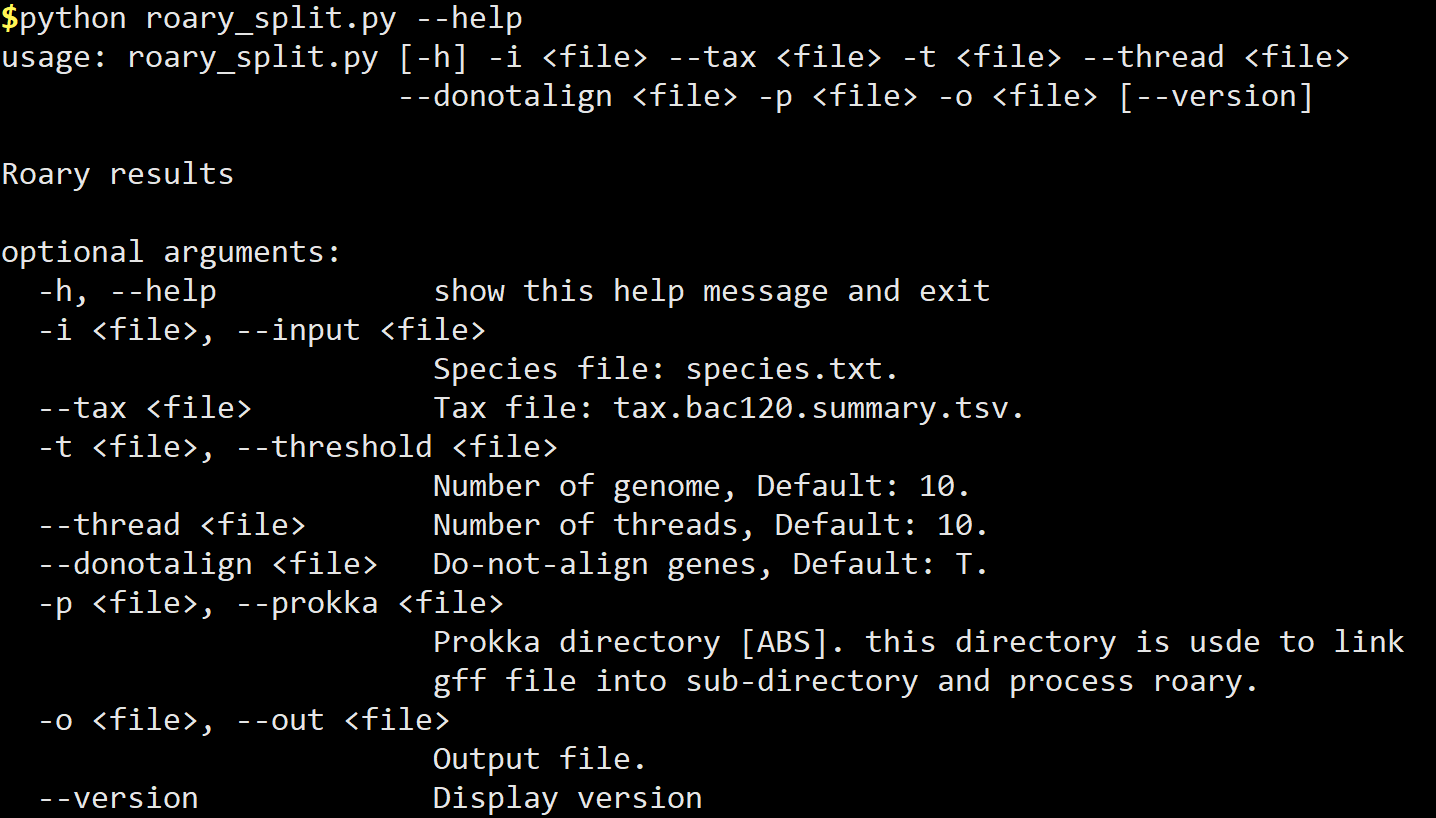 $python roary_split.py --help
usage: roary_split.py [-h] -i <file> --tax <file> -t <file> --thread <file>
--donotalign <file> -p <file> -o <file> [--version]
Roary results
optional arguments:
-h, --help show this help message and exit
-i <file>, --input <file>
Species file: species.txt.
--tax <file> Tax file: tax.bac120.summary.tsv.
-t <file>, --threshold <file>
Number of genome, Default: 10.
--thread <file> Number of threads, Default: 10.
--donotalign <file> Do-not-align genes, Default: T.
-p <file>, --prokka <file>
Prokka directory [ABS]. this directory is usde to link
gff file into sub-directory and process roary.
-o <file>, --out <file>
Output file.
--version Display version